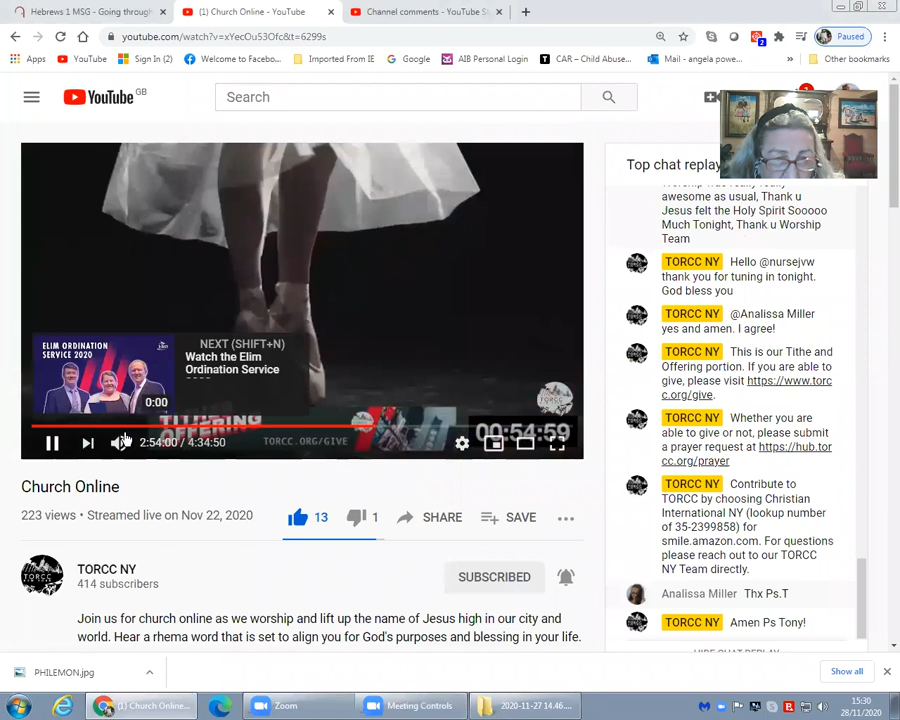 Hebrews 1 MSG - Going through
(1) Church Online - YouTube
Channel comments - YouTube St
youtube.com/watch?v=xYecOu53Ofc&t=6299s
Paused
Apps
YouTube
Sign In (2)
Welcome to Facebo...
Imported From IE
Google
AIB Personal Login
CAR – Child Abuse...
Mail - angela powe...
»
Other bookmarks
YouTube GB
Search
Top chat replay
Worship was really really
awesome as usual, Thank u
Jesus felt the Holy Spirit Sooooo
Much Tonight, Thank u Worship
Team
TORCC NY Hello @nursejvw
thank you for tuning in tonight.
God bless you
TORCC NY @Analissa Miller
yes and amen. I agree!
TORCC NY This is our Tithe and
Offering portion. If you are able to
give, please visit https://www.torc
c.org/give.
TORCC NY Whether you are
able to give or not, please submit
a prayer request at https://hub.tor
cc.org/prayer
TORCC NY Contribute to
TORCC by choosing Christian
International NY (lookup number
of 35-2399858) for
smile.amazon.com. For questions
please reach out to our TORCC
NY Team directly.
Analissa Miller Thx Ps.T
TORCC NY Amen Ps Tony!
HIDE CHAT REPLAY
ELIM ORDINATION
SERVICE 2020
0:00
NEXT (SHIFT+N)
Watch the Elim
Ordination Service
TITHING
OFFERING
TORCC.ORG/GIVE
00:54:59
2:54:00 / 4:34:50
Church Online
223 views • Streamed live on Nov 22, 2020
13
1
SHARE
SAVE
TORCC NY
414 subscribers
SUBSCRIBED
Join us for church online as we worship and lift up the name of Jesus high in our city and
world. Hear a rhema word that is set to align you for God's purposes and blessing in your life.
PHILEMON.jpg
Show all
(1) Church Online...
Zoom
Meeting Controls
2020-11-27 14.46....
15:30
28/11/2020